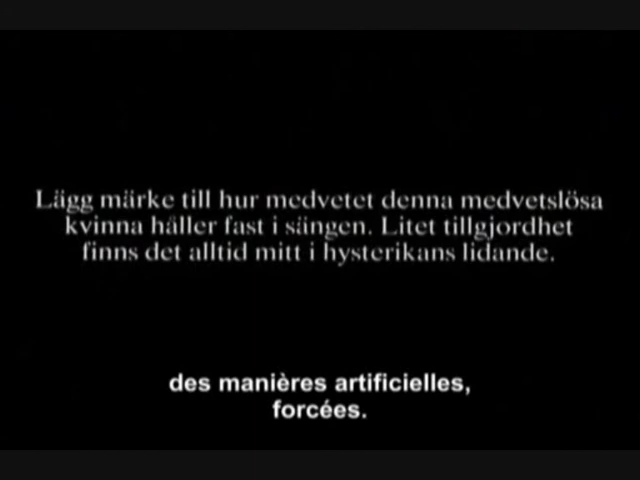 Lägg märke till hur medvetet denna medvetslösa
kvinna håller fast i sängen. Litet tillgjordhet
finns det alltid mitt i hysterikans lidande.
des manières artificielles,
forcées.